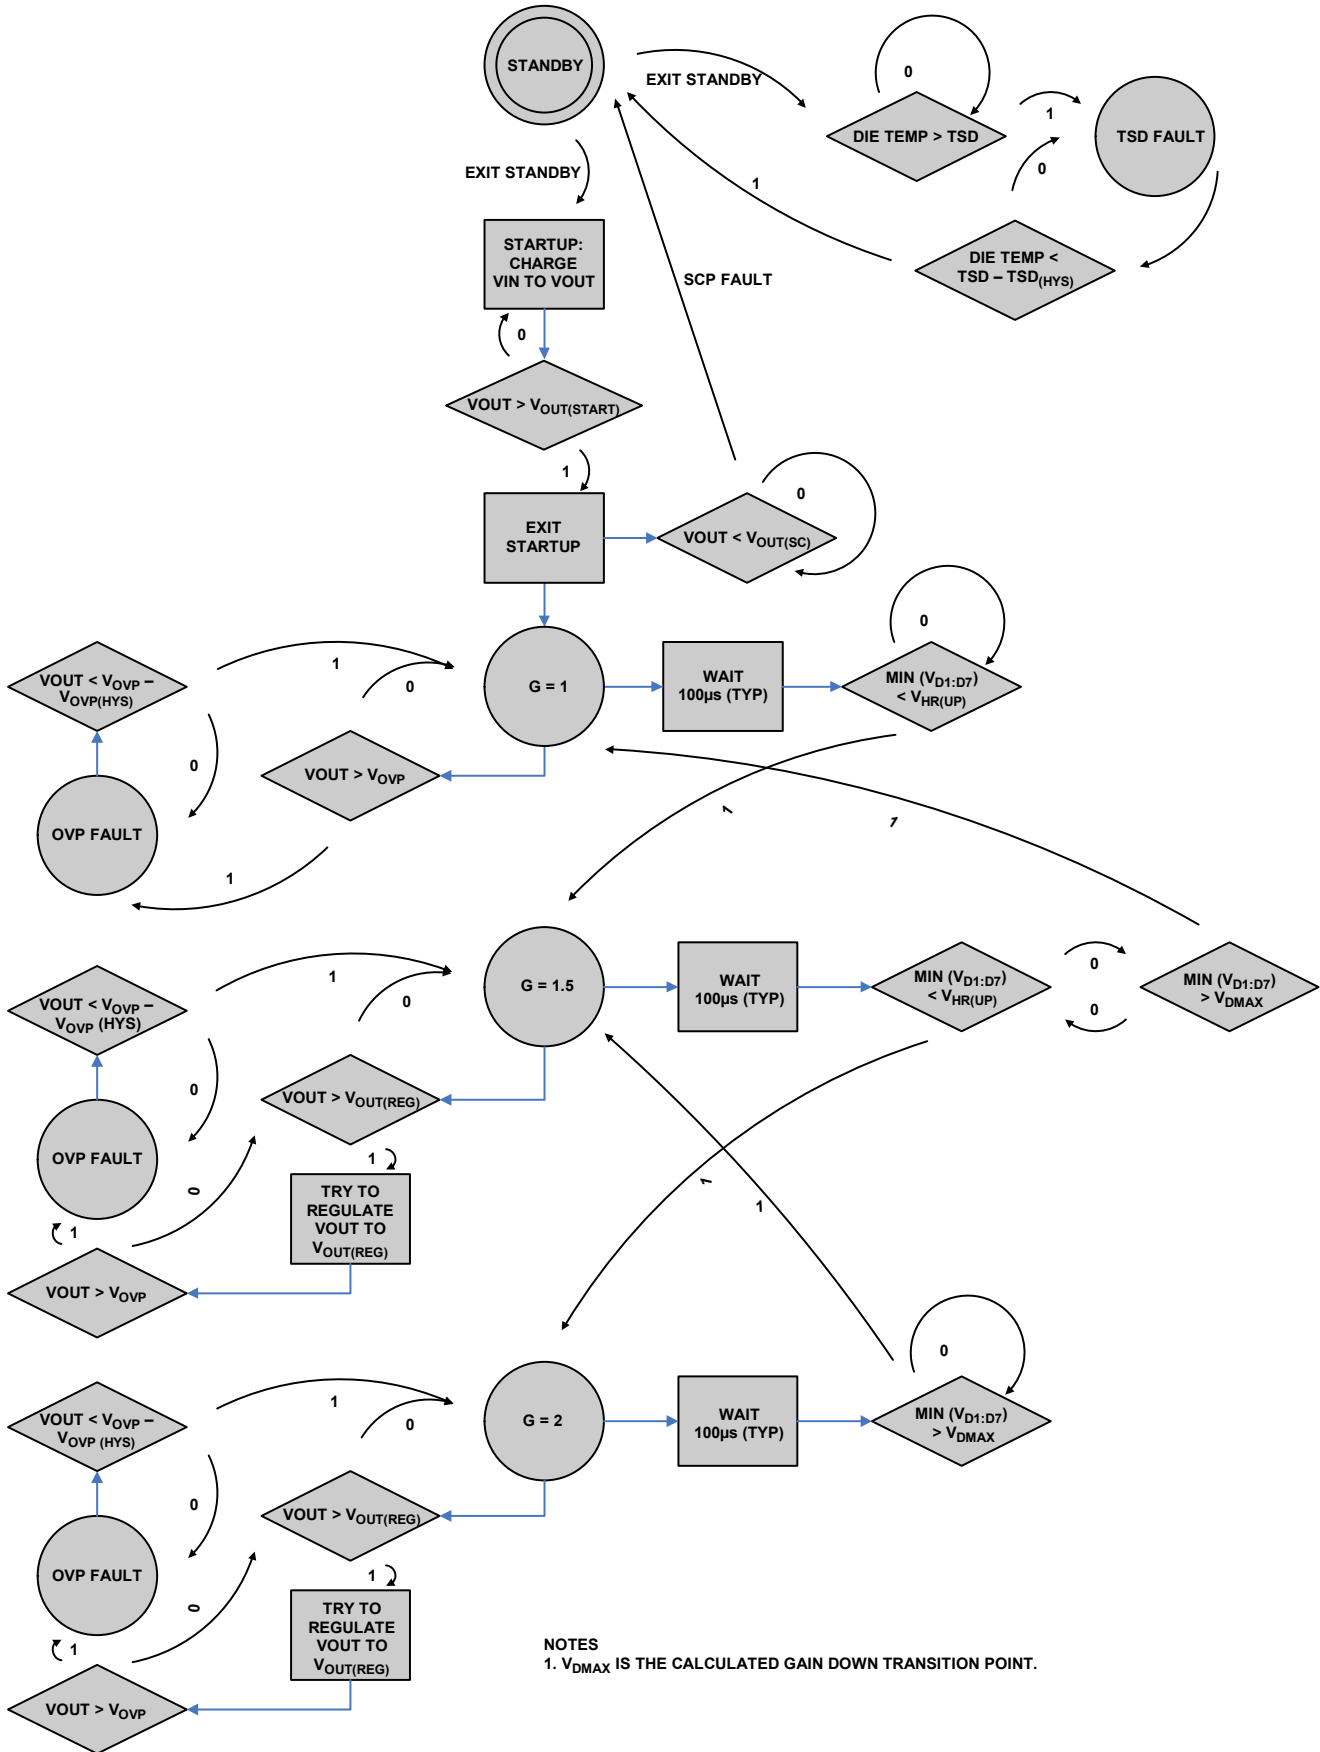 STANDBY
EXIT STANDBY
0
DIE TEMP > TSD
1
TSD FAULT
0
EXIT STANDBY
1
STARTUP:
CHARGE
VIN TO VOUT
DIE TEMP <
TSD – TSD(HYS)
SCP FAULT
0
VOUT > VOUT(START)
1
0
EXIT
STARTUP
VOUT < VOUT(SC)
0
VOUT < VOVP –
VOVP(HYS)
1
0
G = 1
WAIT
100µs (TYP)
MIN (VD1:D7)
< VHR(UP)
0
VOUT > VOVP
OVP FAULT
1
1
1
VOUT < VOVP –
VOVP (HYS)
1
0
G = 1.5
WAIT
100µs (TYP)
MIN (VD1:D7)
< VHR(UP)
0
0
MIN (VD1:D7)
> VDMAX
0
VOUT > VOUT(REG)
OVP FAULT
1
0
TRY TO
REGULATE
VOUT TO
VOUT(REG)
1
1
1
VOUT > VOVP
0
VOUT < VOVP –
VOVP (HYS)
1
0
G = 2
WAIT
100µs (TYP)
MIN (VD1:D7)
> VDMAX
0
VOUT > VOUT(REG)
OVP FAULT
1
0
TRY TO
REGULATE
VOUT TO
VOUT(REG)
1
VOUT > VOVP
NOTES
1. VDMAX IS THE CALCULATED GAIN DOWN TRANSITION POINT.